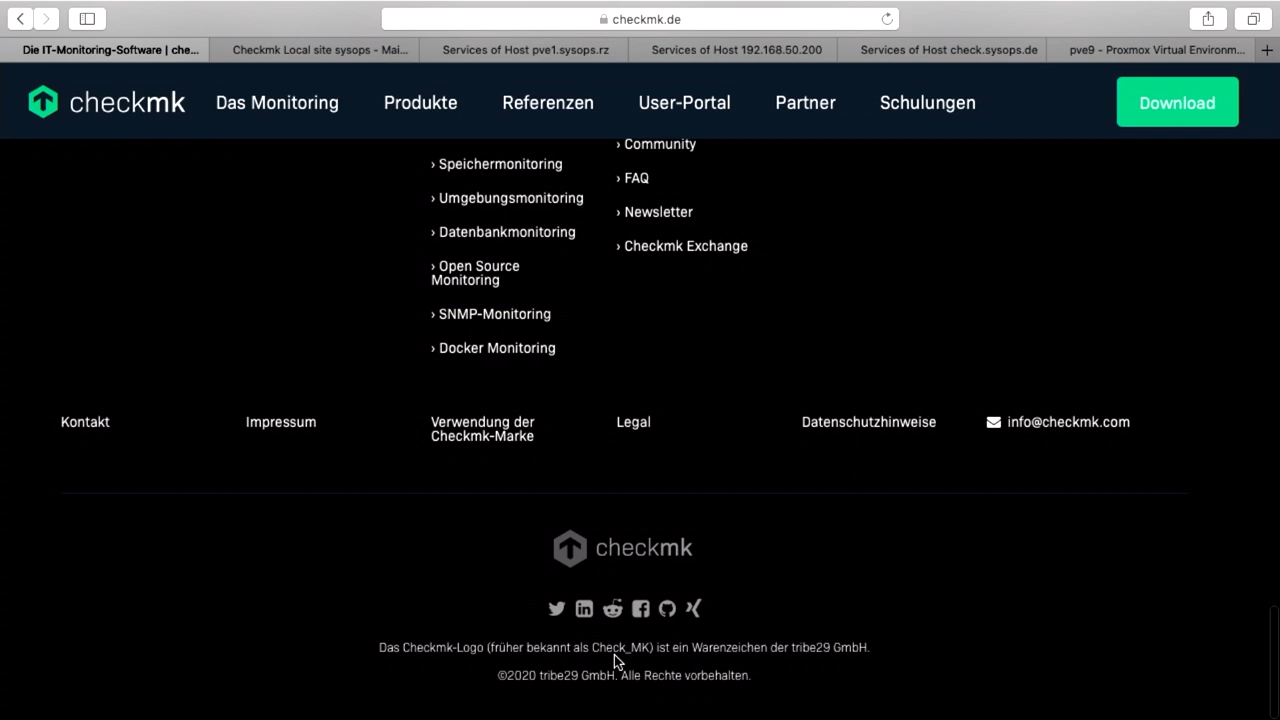 checkmk.de
Die IT-Monitoring-Software | che...
Checkmk Local site sysops - Mai...
Services of Host pve1.sysops.rz
Services of Host 192.168.50.200
Services of Host check.sysops.de
pve9 - Proxmox Virtual Environm...
checkmk
Das Monitoring
Produkte
Referenzen
User-Portal
Partner
Schulungen
Download
› Speichermonitoring
› Umgebungsmonitoring
› Datenbankmonitoring
› Open Source
Monitoring
› SNMP-Monitoring
› Docker Monitoring
› Community
› FAQ
› Newsletter
› Checkmk Exchange
Kontakt
Impressum
Verwendung der
Checkmk-Marke
Legal
Datenschutzhinweise
info@checkmk.com
checkmk
Das Checkmk-Logo (früher bekannt als Check_MK) ist ein Warenzeichen der tribe29 GmbH.
©2020 tribe29 GmbH. Alle Rechte vorbehalten.